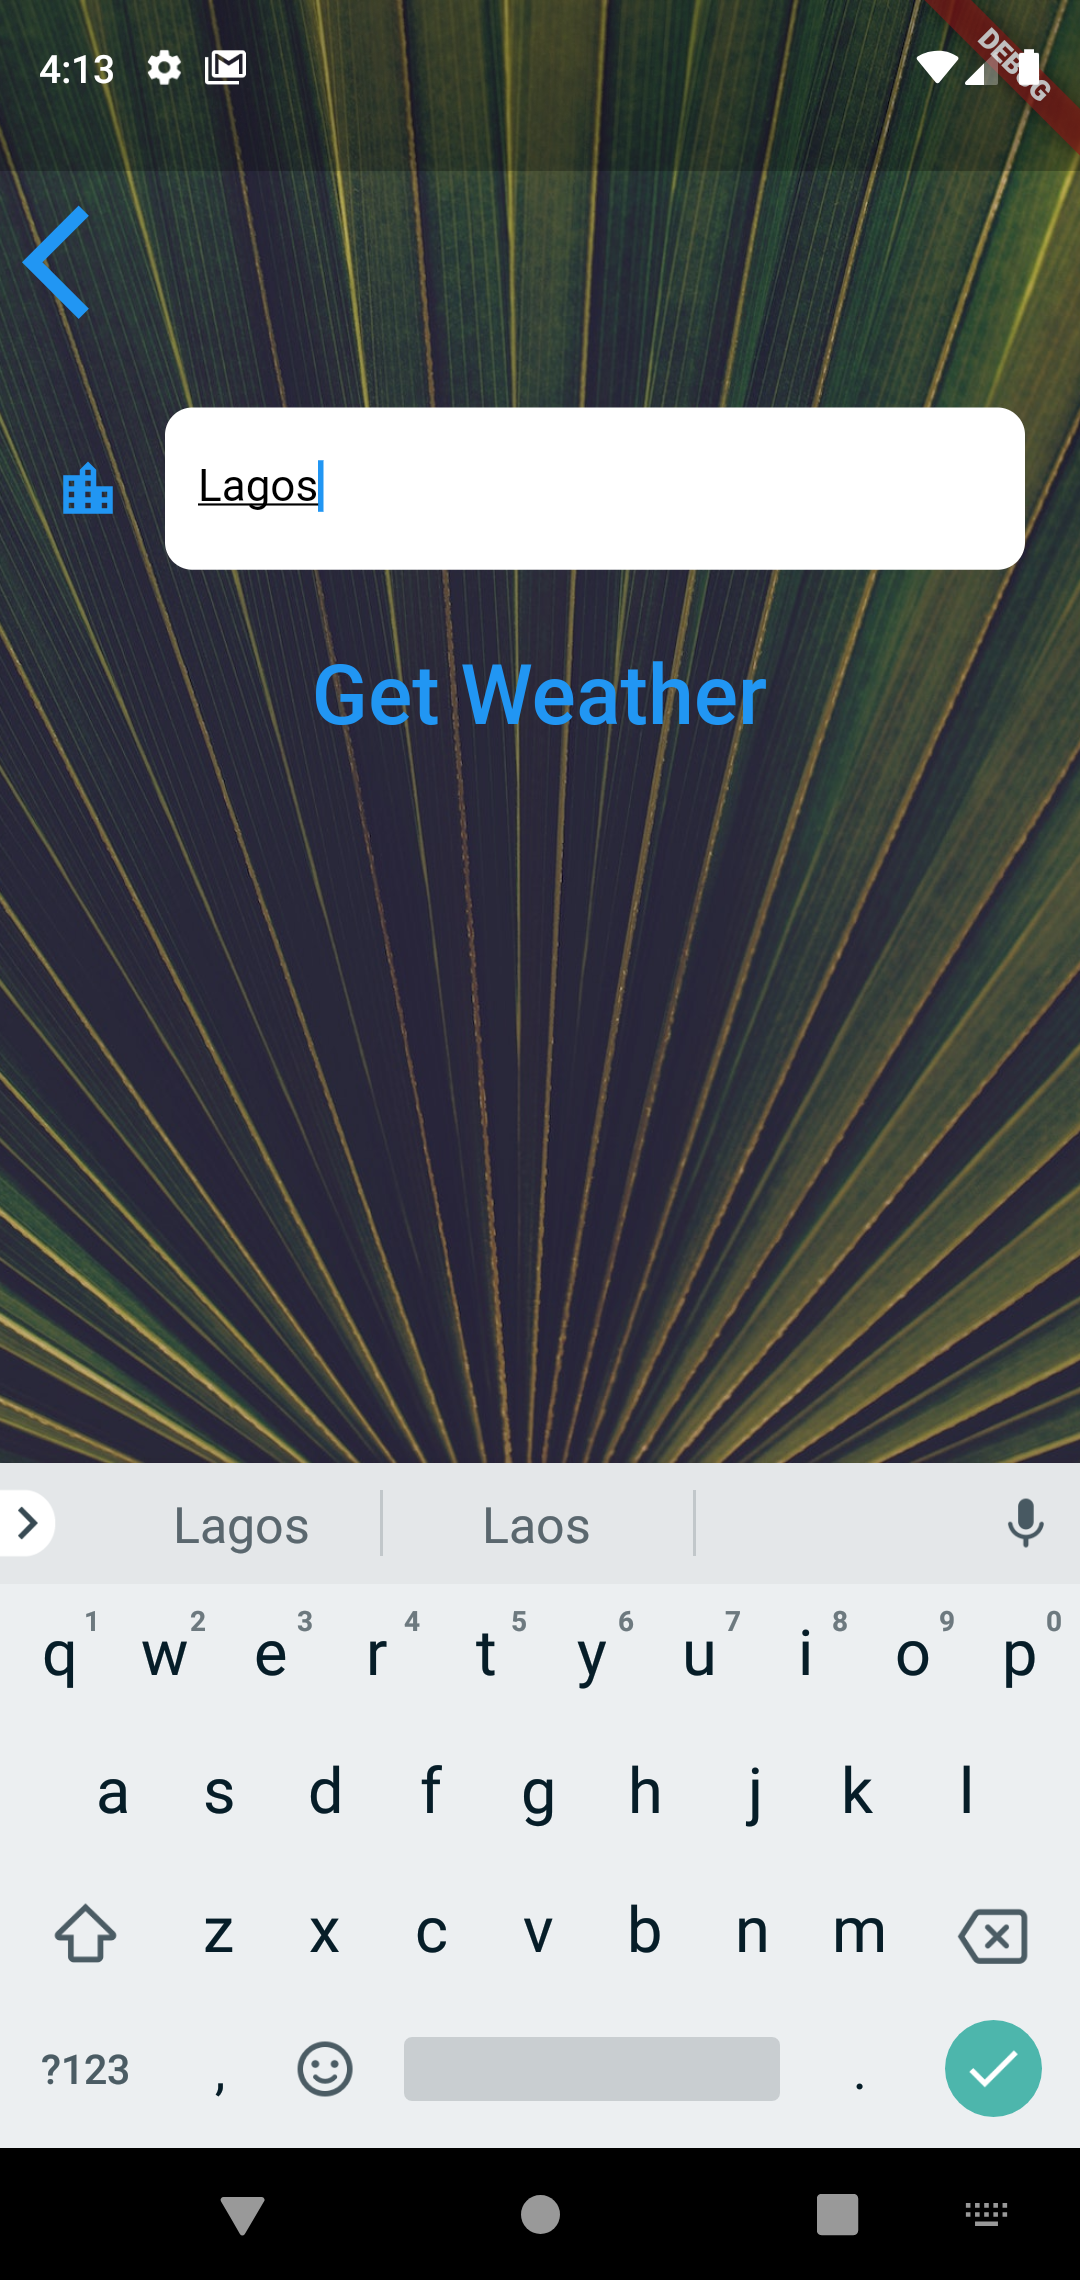 4:13
DEBUG
Lagos
Get Weather
Lagos Laos
q 1 w 2 e 3 r 4 t 5 y 6 u 7 i 8 o 9 p 0
a s d f g h j k l
z x c v b n m
?123 , .